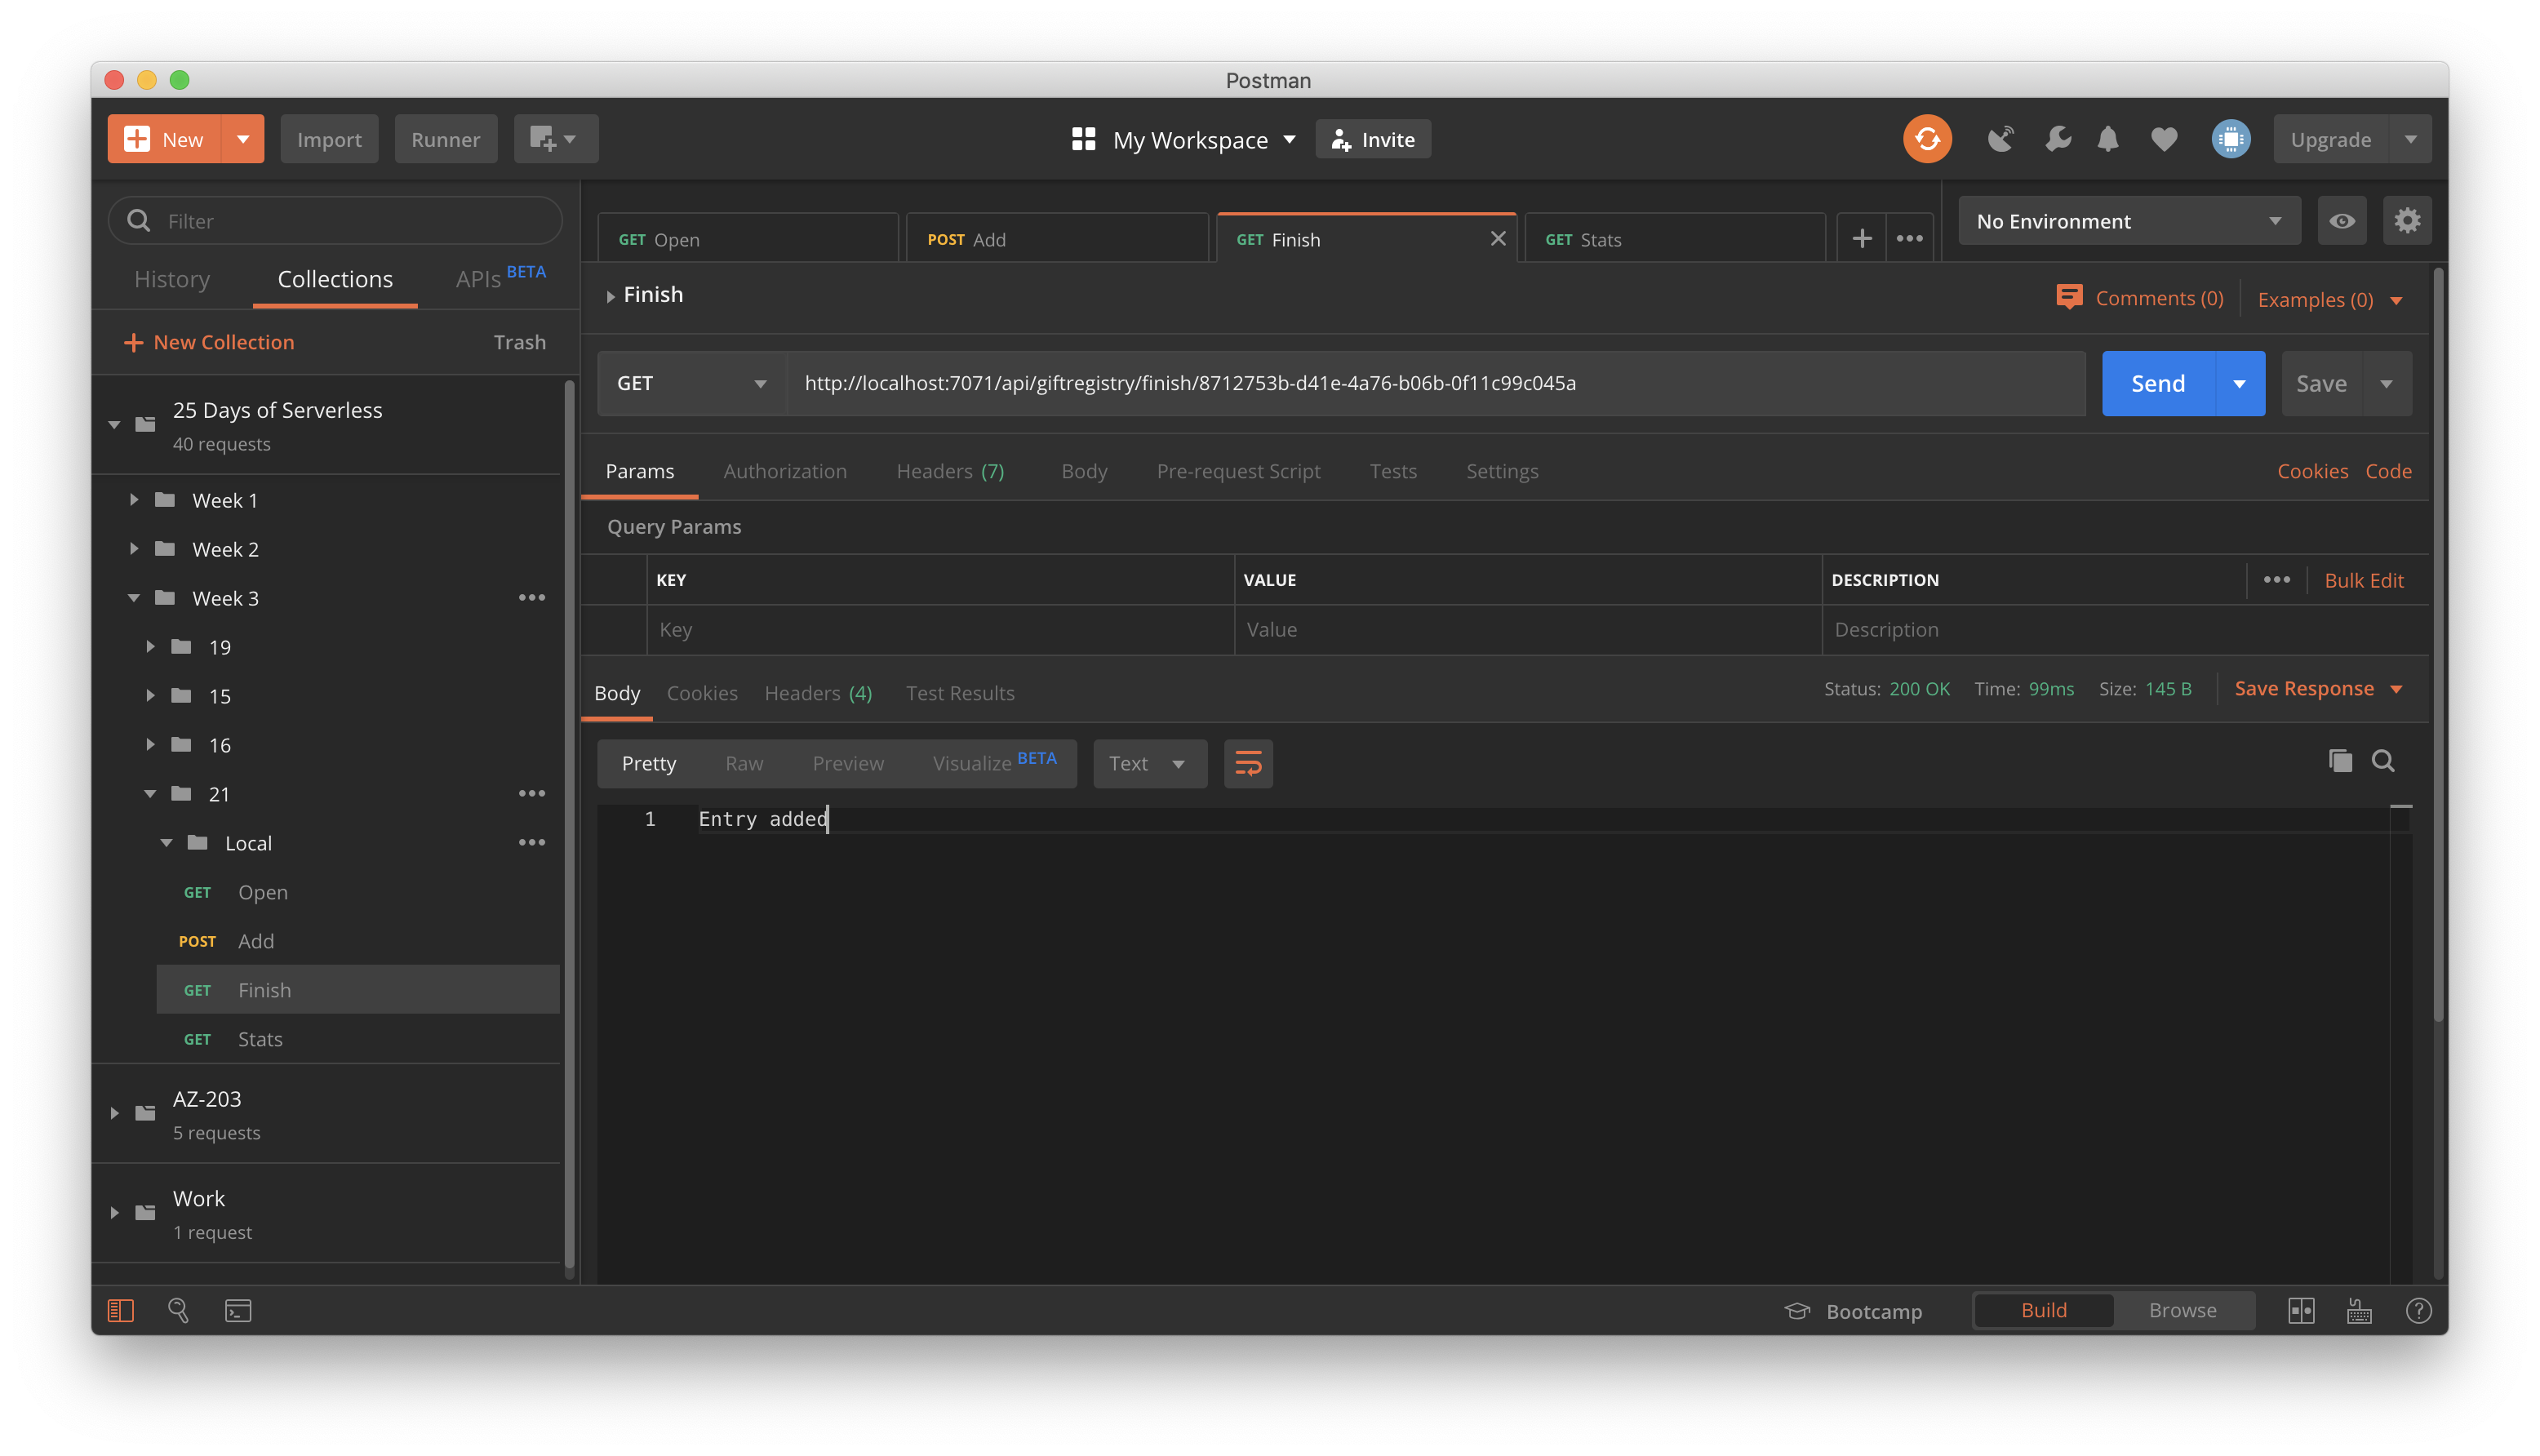 Postman
New
Import
Runner
My Workspace
Invite
Upgrade
Filter
History
Collections
APIs BETA
New Collection
Trash
25 Days of Serverless
40 requests
Week 1
Week 2
Week 3
19
15
16
21
Local
GET Open
POST Add
GET Finish
GET Stats
AZ-203
5 requests
Work
1 request
GET Open
POST Add
GET Finish
GET Stats
No Environment
Finish
Comments (0)
Examples (0)
GET
http://localhost:7071/api/giftregistry/finish/8712753b-d41e-4a76-b06b-0f11c99c045a
Send
Save
Params
Authorization
Headers (7)
Body
Pre-request Script
Tests
Settings
Cookies
Code
Query Params
KEY
VALUE
DESCRIPTION
Bulk Edit
Key
Value
Description
Body
Cookies
Headers (4)
Test Results
Status: 200 OK
Time: 99ms
Size: 145 B
Save Response
Pretty
Raw
Preview
Visualize BETA
Text
1 Entry added
Bootcamp
Build
Browse